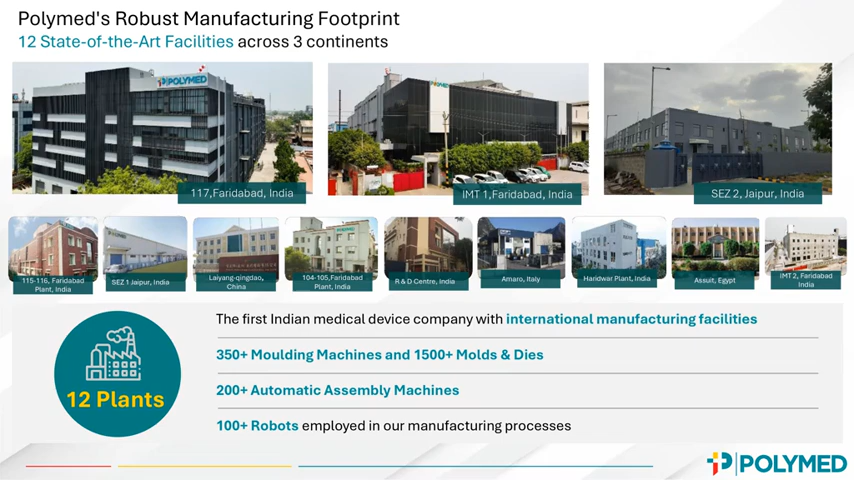 Polymed's Robust Manufacturing Footprint
12 State-of-the-Art Facilities across 3 continents
POLYMED
117,Faridabad, India
IMT 1,Faridabad, India
SEZ 2, Jaipur, India
115-116, Faridabad
Plant, India
SEZ 1 Jaipur, India
Laiyang-qingdao,
China
104-105,Faridabad
Plant, India
R & D Centre, India
Amaro, Italy
Haridwar Plant, India
Assuit, Egypt
IMT 2, Faridabad
India
12 Plants
The first Indian medical device company with international manufacturing facilities
350+ Moulding Machines and 1500+ Molds & Dies
200+ Automatic Assembly Machines
100+ Robots employed in our manufacturing processes
POLYMED